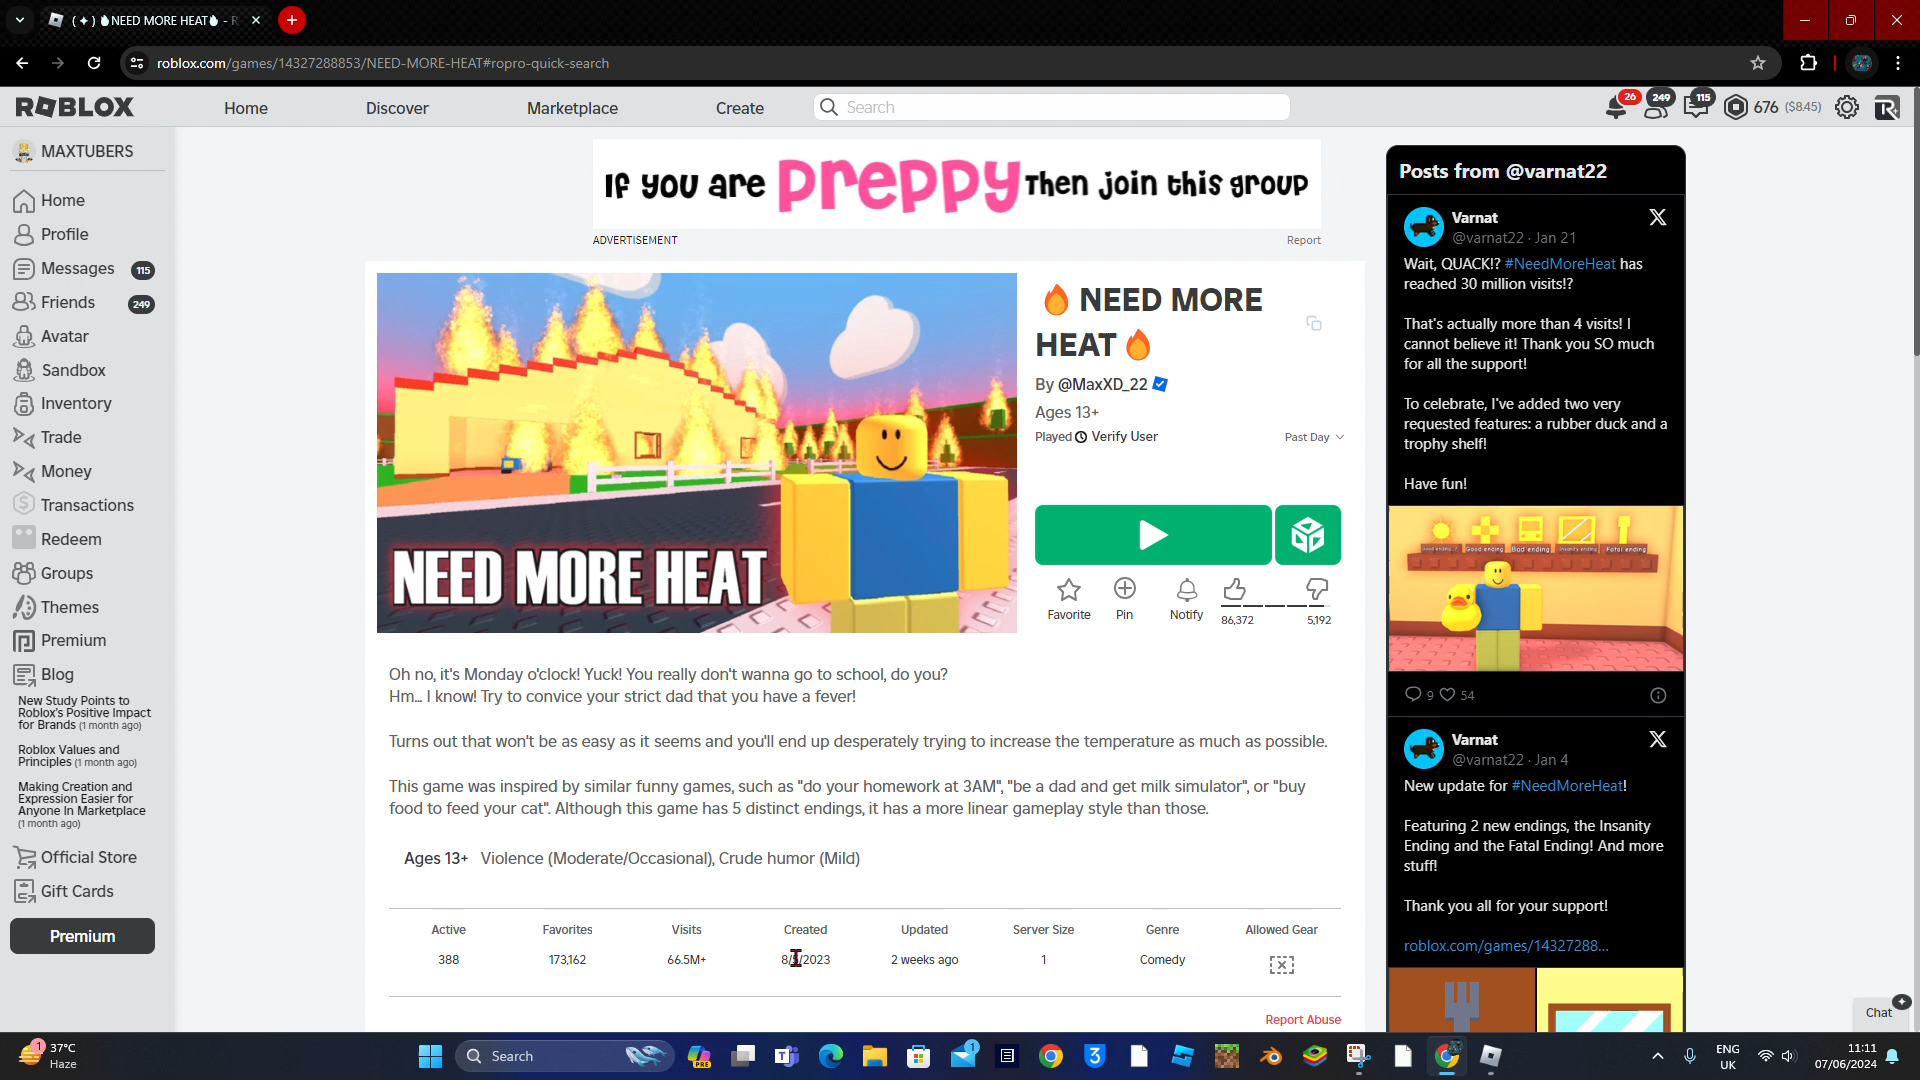 ( ✦ ) 🔥NEED MORE HEAT🔥 - R
roblox.com/games/14327288853/NEED-MORE-HEAT#ropro-quick-search
ROBLOX
Home
Discover
Marketplace
Create
Search
26
249
115
676 ($8.45)
MAXTUBERS
Home
Profile
Messages 115
Friends 249
Avatar
Sandbox
Inventory
Trade
Money
Transactions
Redeem
Groups
Themes
Premium
Blog
New Study Points to
Roblox's Positive Impact
for Brands (1 month ago)
Roblox Values and
Principles (1 month ago)
Making Creation and
Expression Easier for
Anyone In Marketplace
(1 month ago)
Official Store
Gift Cards
Premium
If you are preppy Then join this group
ADVERTISEMENT
Report
NEED MORE HEAT
🔥 NEED MORE
HEAT🔥
By @MaxXD_22
Ages 13+
Played Verify User
Past Day
Favorite
Pin
Notify
86,372
5,192
Oh no, it's Monday o'clock! Yuck! You really don't wanna go to school, do you?
Hm... I know! Try to convice your strict dad that you have a fever!
Turns out that won't be as easy as it seems and you'll end up desperately trying to increase the temperature as much as possible.
This game was inspired by similar funny games, such as "do your homework at 3AM", "be a dad and get milk simulator", or "buy
food to feed your cat". Although this game has 5 distinct endings, it has a more linear gameplay style than those.
Ages 13+ Violence (Moderate/Occasional), Crude humor (Mild)
Active
Favorites
Visits
Created
Updated
Server Size
Genre
Allowed Gear
388
173,162
66.5M+
8/5/2023
2 weeks ago
1
Comedy
Report Abuse
Posts from @varnat22
Varnat
@varnat22 · Jan 21
Wait, QUACK!? #NeedMoreHeat has
reached 30 million visits!?
That's actually more than 4 visits! I
cannot believe it! Thank you SO much
for all the support!
To celebrate, I've added two very
requested features: a rubber duck and a
trophy shelf!
Have fun!
Good ending...? Good ending Bad ending Insanity ending Fatal ending
9 54
Varnat
@varnat22 · Jan 4
New update for #NeedMoreHeat!
Featuring 2 new endings, the Insanity
Ending and the Fatal Ending! And more
stuff!
Thank you all for your support!
roblox.com/games/14327288...
Chat
1
37°C
Haze
Search
PRE
1
3
ENG
UK
11:11
07/06/2024